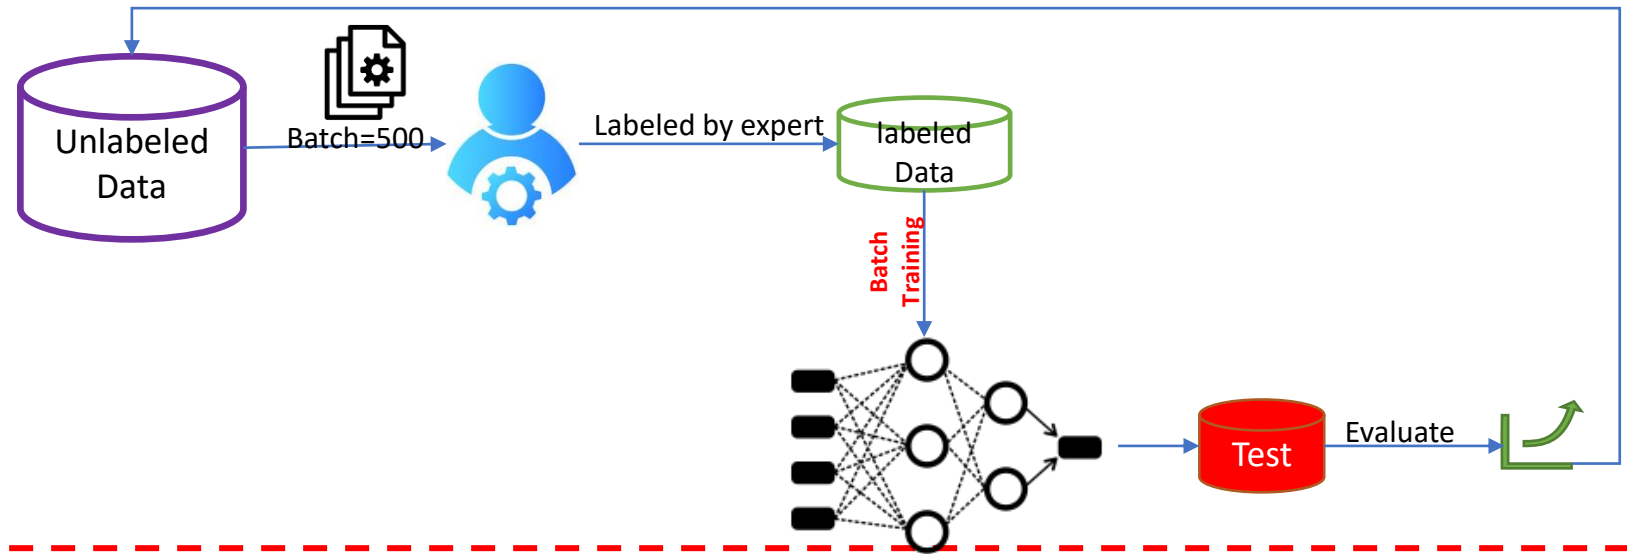 Unlabeled
Data
Batch=500
Labeled by expert
labeled
Data
Batch
Training
Test
Evaluate